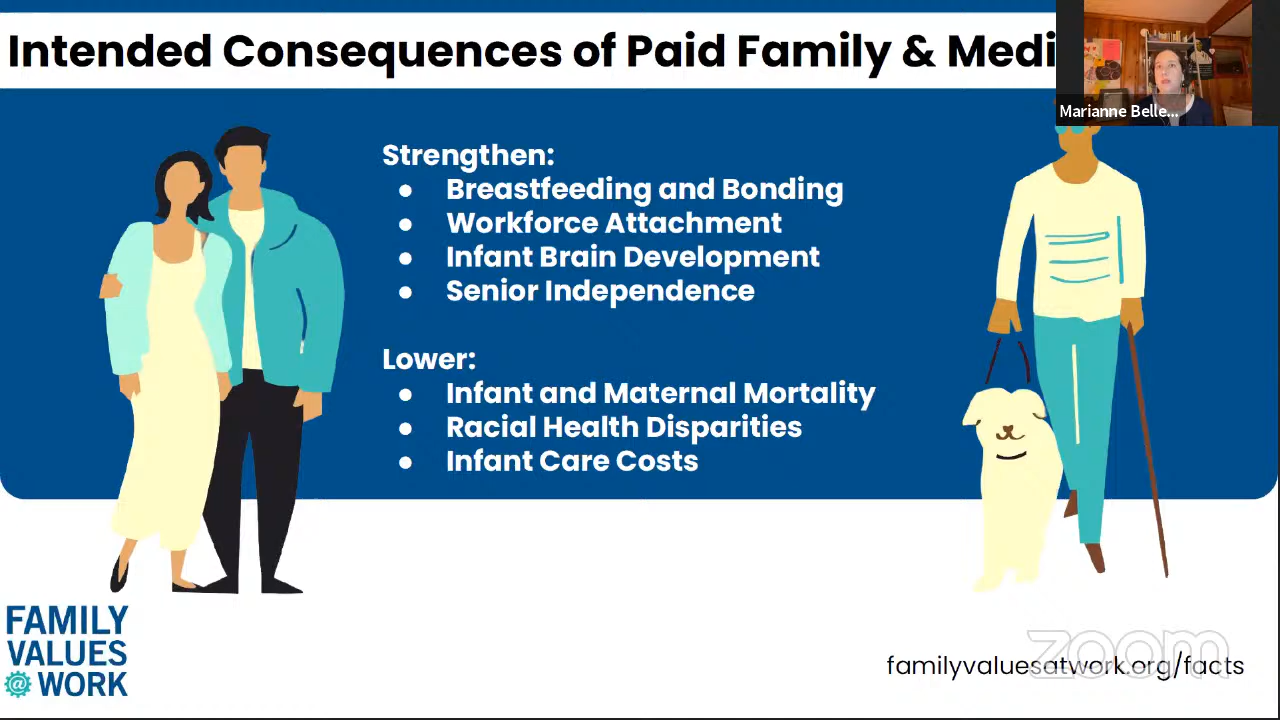 Intended Consequences of Paid Family & Medi
Marianne Belle...
Strengthen:
● Breastfeeding and Bonding
● Workforce Attachment
● Infant Brain Development
● Senior Independence
Lower:
● Infant and Maternal Mortality
● Racial Health Disparities
● Infant Care Costs
FAMILY
VALUES
@WORK
zoom
familyvaluesatwork.org/facts